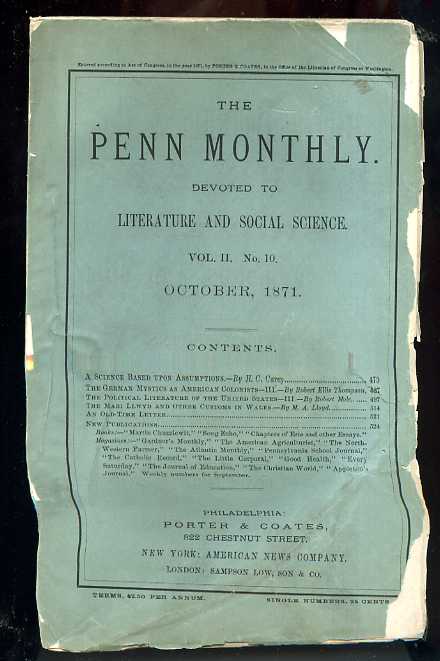 Entered according to Act of Congress, in the year 1871, by PORTER & COATES, in the Office of the Librarian of Congress at Washington.
THE
PENN MONTHLY.
DEVOTED TO
LITERATURE AND SOCIAL SCIENCE.
VOL. II. No. 10.
OCTOBER, 1871.
CONTENTS.
A SCIENCE BASED UPON ASSUMPTIONS.—By H. C. Carey 473
THE GERMAN MYSTICS AS AMERICAN COLONISTS—III.—By Robert Ellis Thompson, 487
THE POLITICAL LITERATURE OF THE UNITED STATES—III.—By Robert 497
THE MARI LLWYD AND OTHER CUSTOMS IN WALES.—By M. A. Lloyd 514
AN OLD-TIME LETTER 521
NEW PUBLICATIONS 524
Books:—"Martin Chuzzlewit," "Song Echo," "Chapters of Erie and other Essays."
Magazines:—"Gardner's Monthly," "The American Agriculturist," "The North-
Western Farmer," "The Atlantic Monthly," "Pennsylvania School Journal,"
"The Catholic Record," "The Little Corporal," "Good Health," "Every
Saturday," "The Journal of Education," "The Christian World," "Appleton's
Journal," Weekly numbers for September.
PHILADELPHIA:
PORTER & COATES,
822 CHESTNUT STREET.
NEW YORK: AMERICAN NEWS COMPANY.
LONDON: SAMPSON LOW, SON & CO.
TERMS, $2.50 PER ANNUM. SINGLE NUMBERS, 25 CENTS